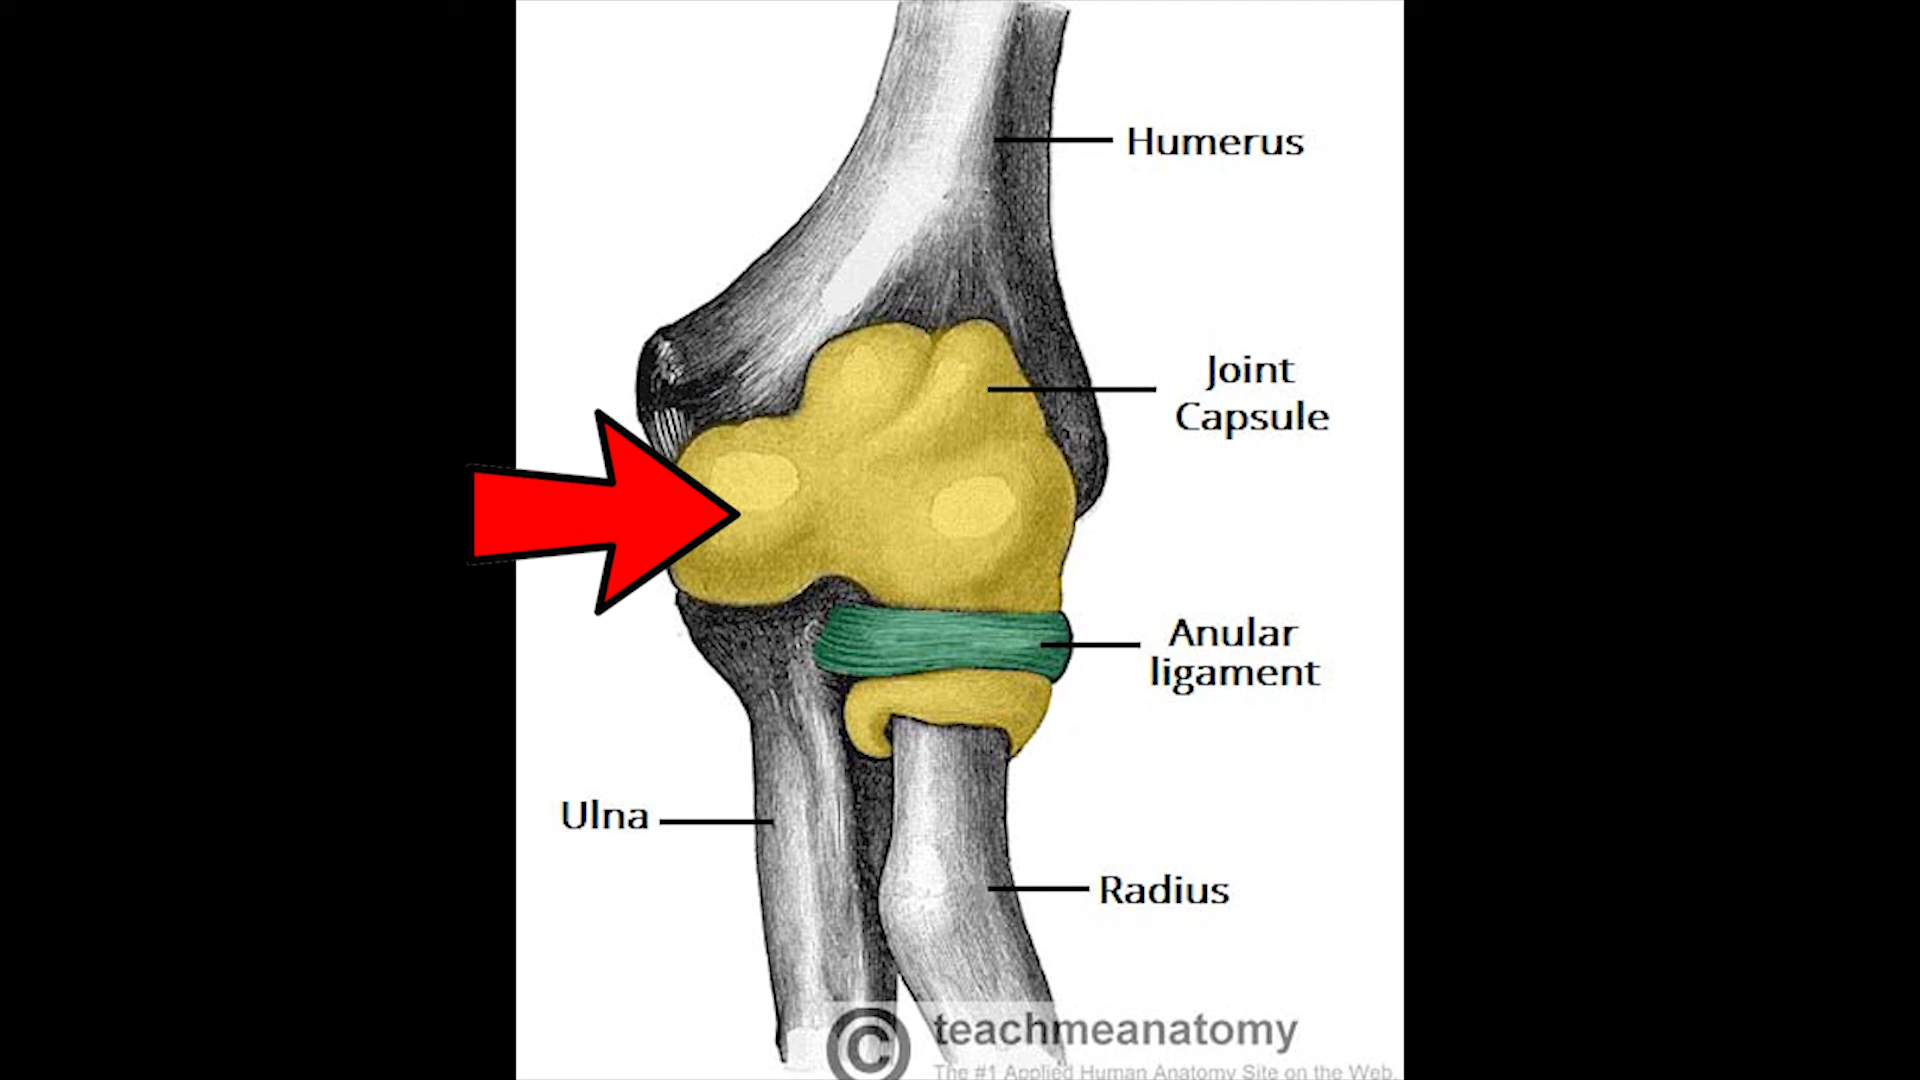 Humerus
Joint
Capsule
Anular
ligament
Ulna
Radius
© teachmeanatomy
The #1 Applied Human Anatomy Site on the Web.